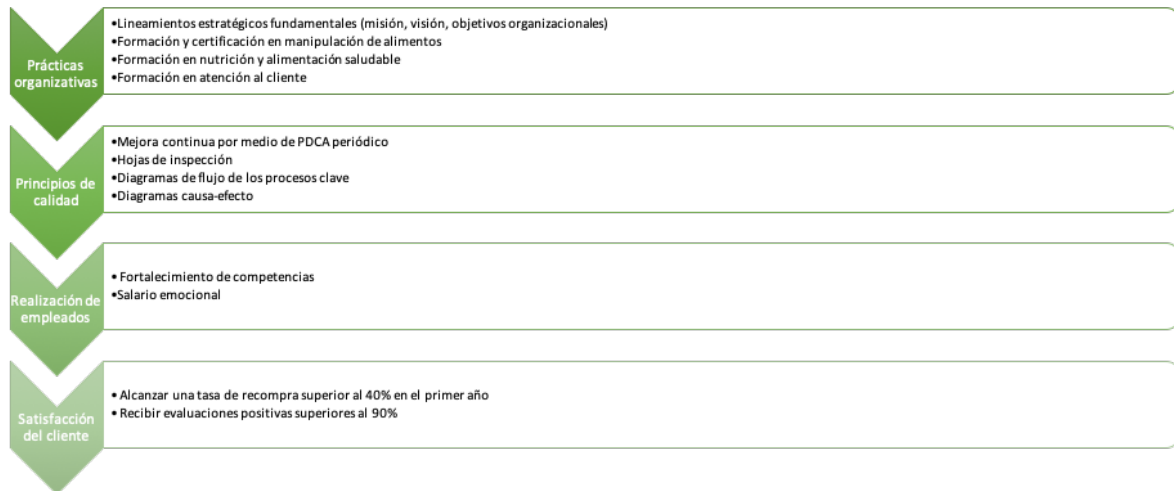 Prácticas
organizativas
•Lineamientos estratégicos fundamentales (misión, visión, objetivos organizacionales)
•Formación y certificación en manipulación de alimentos
•Formación en nutrición y alimentación saludable
•Formación en atención al cliente
Principios de
calidad
•Mejora continua por medio de PDCA periódico
•Hojas de inspección
•Diagramas de flujo de los procesos clave
•Diagramas causa-efecto
Realización de
empleados
• Fortalecimiento de competencias
•Salario emocional
Satisfacción
del cliente
• Alcanzar una tasa de recompra superior al 40% en el primer año
• Recibir evaluaciones positivas superiores al 90%